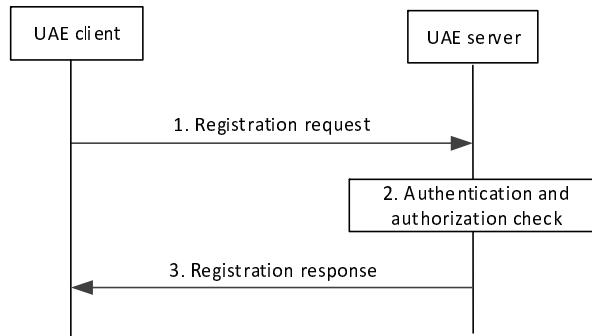 UAE client
UAE server
1. Registration request
2. Authentication and
authorization check
3. Registration response